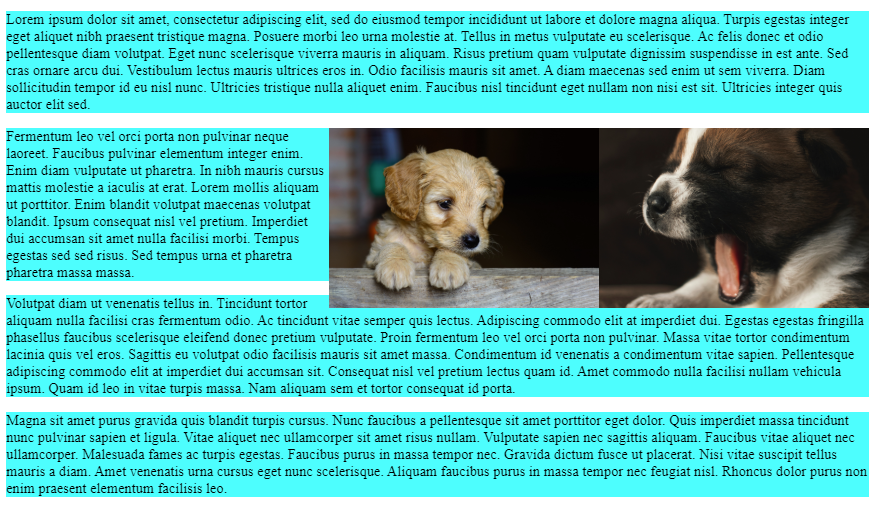 Lorem ipsum dolor sit amet, consectetur adipiscing elit, sed do eiusmod tempor incididunt ut labore et dolore magna aliqua. Turpis egestas integer
eget aliquet nibh praesent tristique magna. Posuere morbi leo urna molestie at. Tellus in metus vulputate eu scelerisque. Ac felis donec et odio
pellentesque diam volutpat. Eget nunc scelerisque viverra mauris in aliquam. Risus pretium quam vulputate dignissim suspendisse in est ante. Sed
cras ornare arcu dui. Vestibulum lectus mauris ultrices eros in. Odio facilisis mauris sit amet. A diam maecenas sed enim ut sem viverra. Diam
sollicitudin tempor id eu nisl nunc. Ultricies tristique nulla aliquet enim. Faucibus nisl tincidunt eget nullam non nisi est sit. Ultricies integer quis
auctor elit sed.
Fermentum leo vel orci porta non pulvinar neque
laoreet. Faucibus pulvinar elementum integer enim.
Enim diam vulputate ut pharetra. In nibh mauris cursus
mattis molestie a iaculis at erat. Lorem mollis aliquam
ut porttitor. Enim blandit volutpat maecenas volutpat
blandit. Ipsum consequat nisl vel pretium. Imperdiet
dui accumsan sit amet nulla facilisi morbi. Tempus
egestas sed sed risus. Sed tempus urna et pharetra
pharetra massa massa.
Volutpat diam ut venenatis tellus in. Tincidunt tortor
aliquam nulla facilisi cras fermentum odio. Ac tincidunt vitae semper quis lectus. Adipiscing commodo elit at imperdiet dui. Egestas egestas fringilla
phasellus faucibus scelerisque eleifend donec pretium vulputate. Proin fermentum leo vel orci porta non pulvinar. Massa vitae tortor condimentum
lacinia quis vel eros. Sagittis eu volutpat odio facilisis mauris sit amet massa. Condimentum id venenatis a condimentum vitae sapien. Pellentesque
adipiscing commodo elit at imperdiet dui accumsan sit. Consequat nisl vel pretium lectus quam id. Amet commodo nulla facilisi nullam vehicula
ipsum. Quam id leo in vitae turpis massa. Nam aliquam sem et tortor consequat id porta.
Magna sit amet purus gravida quis blandit turpis cursus. Nunc faucibus a pellentesque sit amet porttitor eget dolor. Quis imperdiet massa tincidunt
nunc pulvinar sapien et ligula. Vitae aliquet nec ullamcorper sit amet risus nullam. Vulputate sapien nec sagittis aliquam. Faucibus vitae aliquet nec
ullamcorper. Malesuada fames ac turpis egestas. Faucibus purus in massa tempor nec. Gravida dictum fusce ut placerat. Nisi vitae suscipit tellus
mauris a diam. Amet venenatis urna cursus eget nunc scelerisque. Aliquam faucibus purus in massa tempor nec feugiat nisl. Rhoncus dolor purus non
enim praesent elementum facilisis leo.